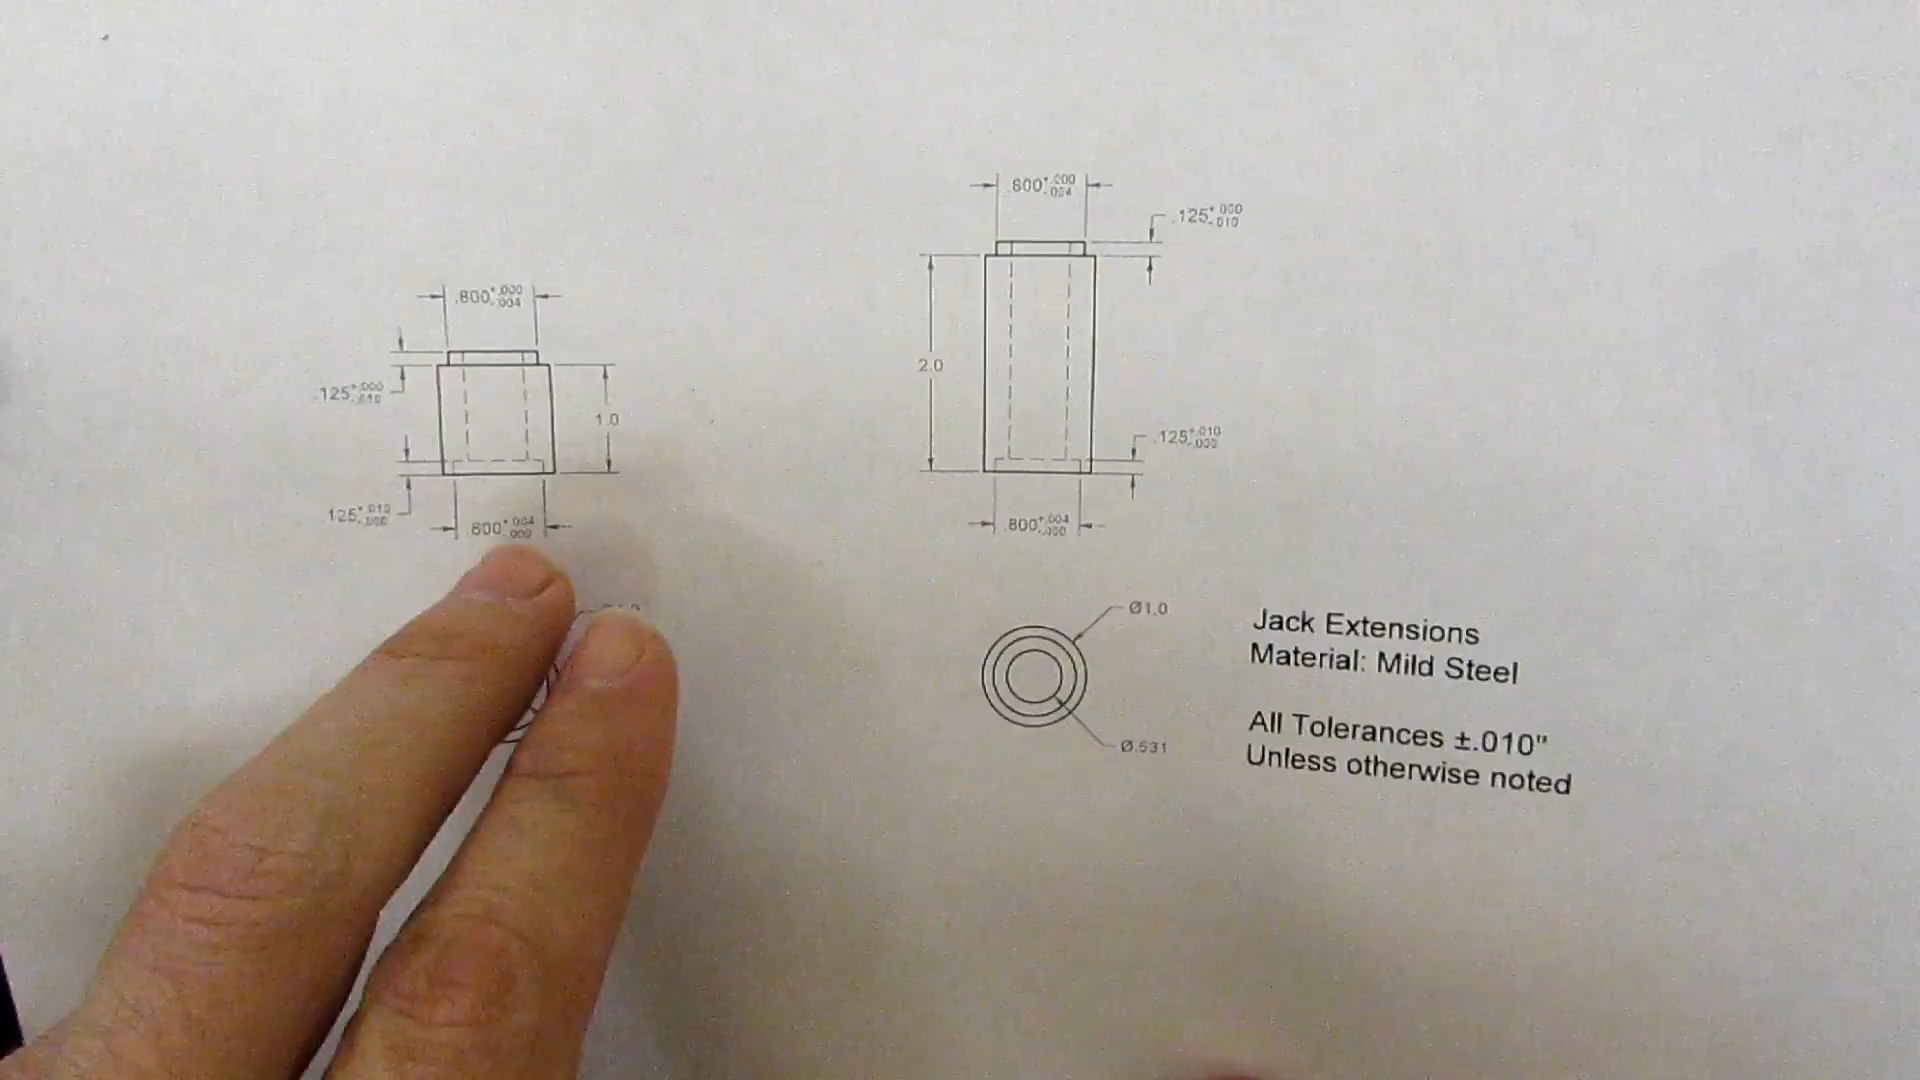 .800 +.000 -.004
.125 +.000 -.010
1.0
.125 +.010 -.000
.800 +.004 -.000
.800 +.000 -.004
.125 +.000 -.010
2.0
.125 +.010 -.000
.800 +.004 -.000
Ø1.0
Ø.531
Jack Extensions
Material: Mild Steel
All Tolerances ±.010"
Unless otherwise noted